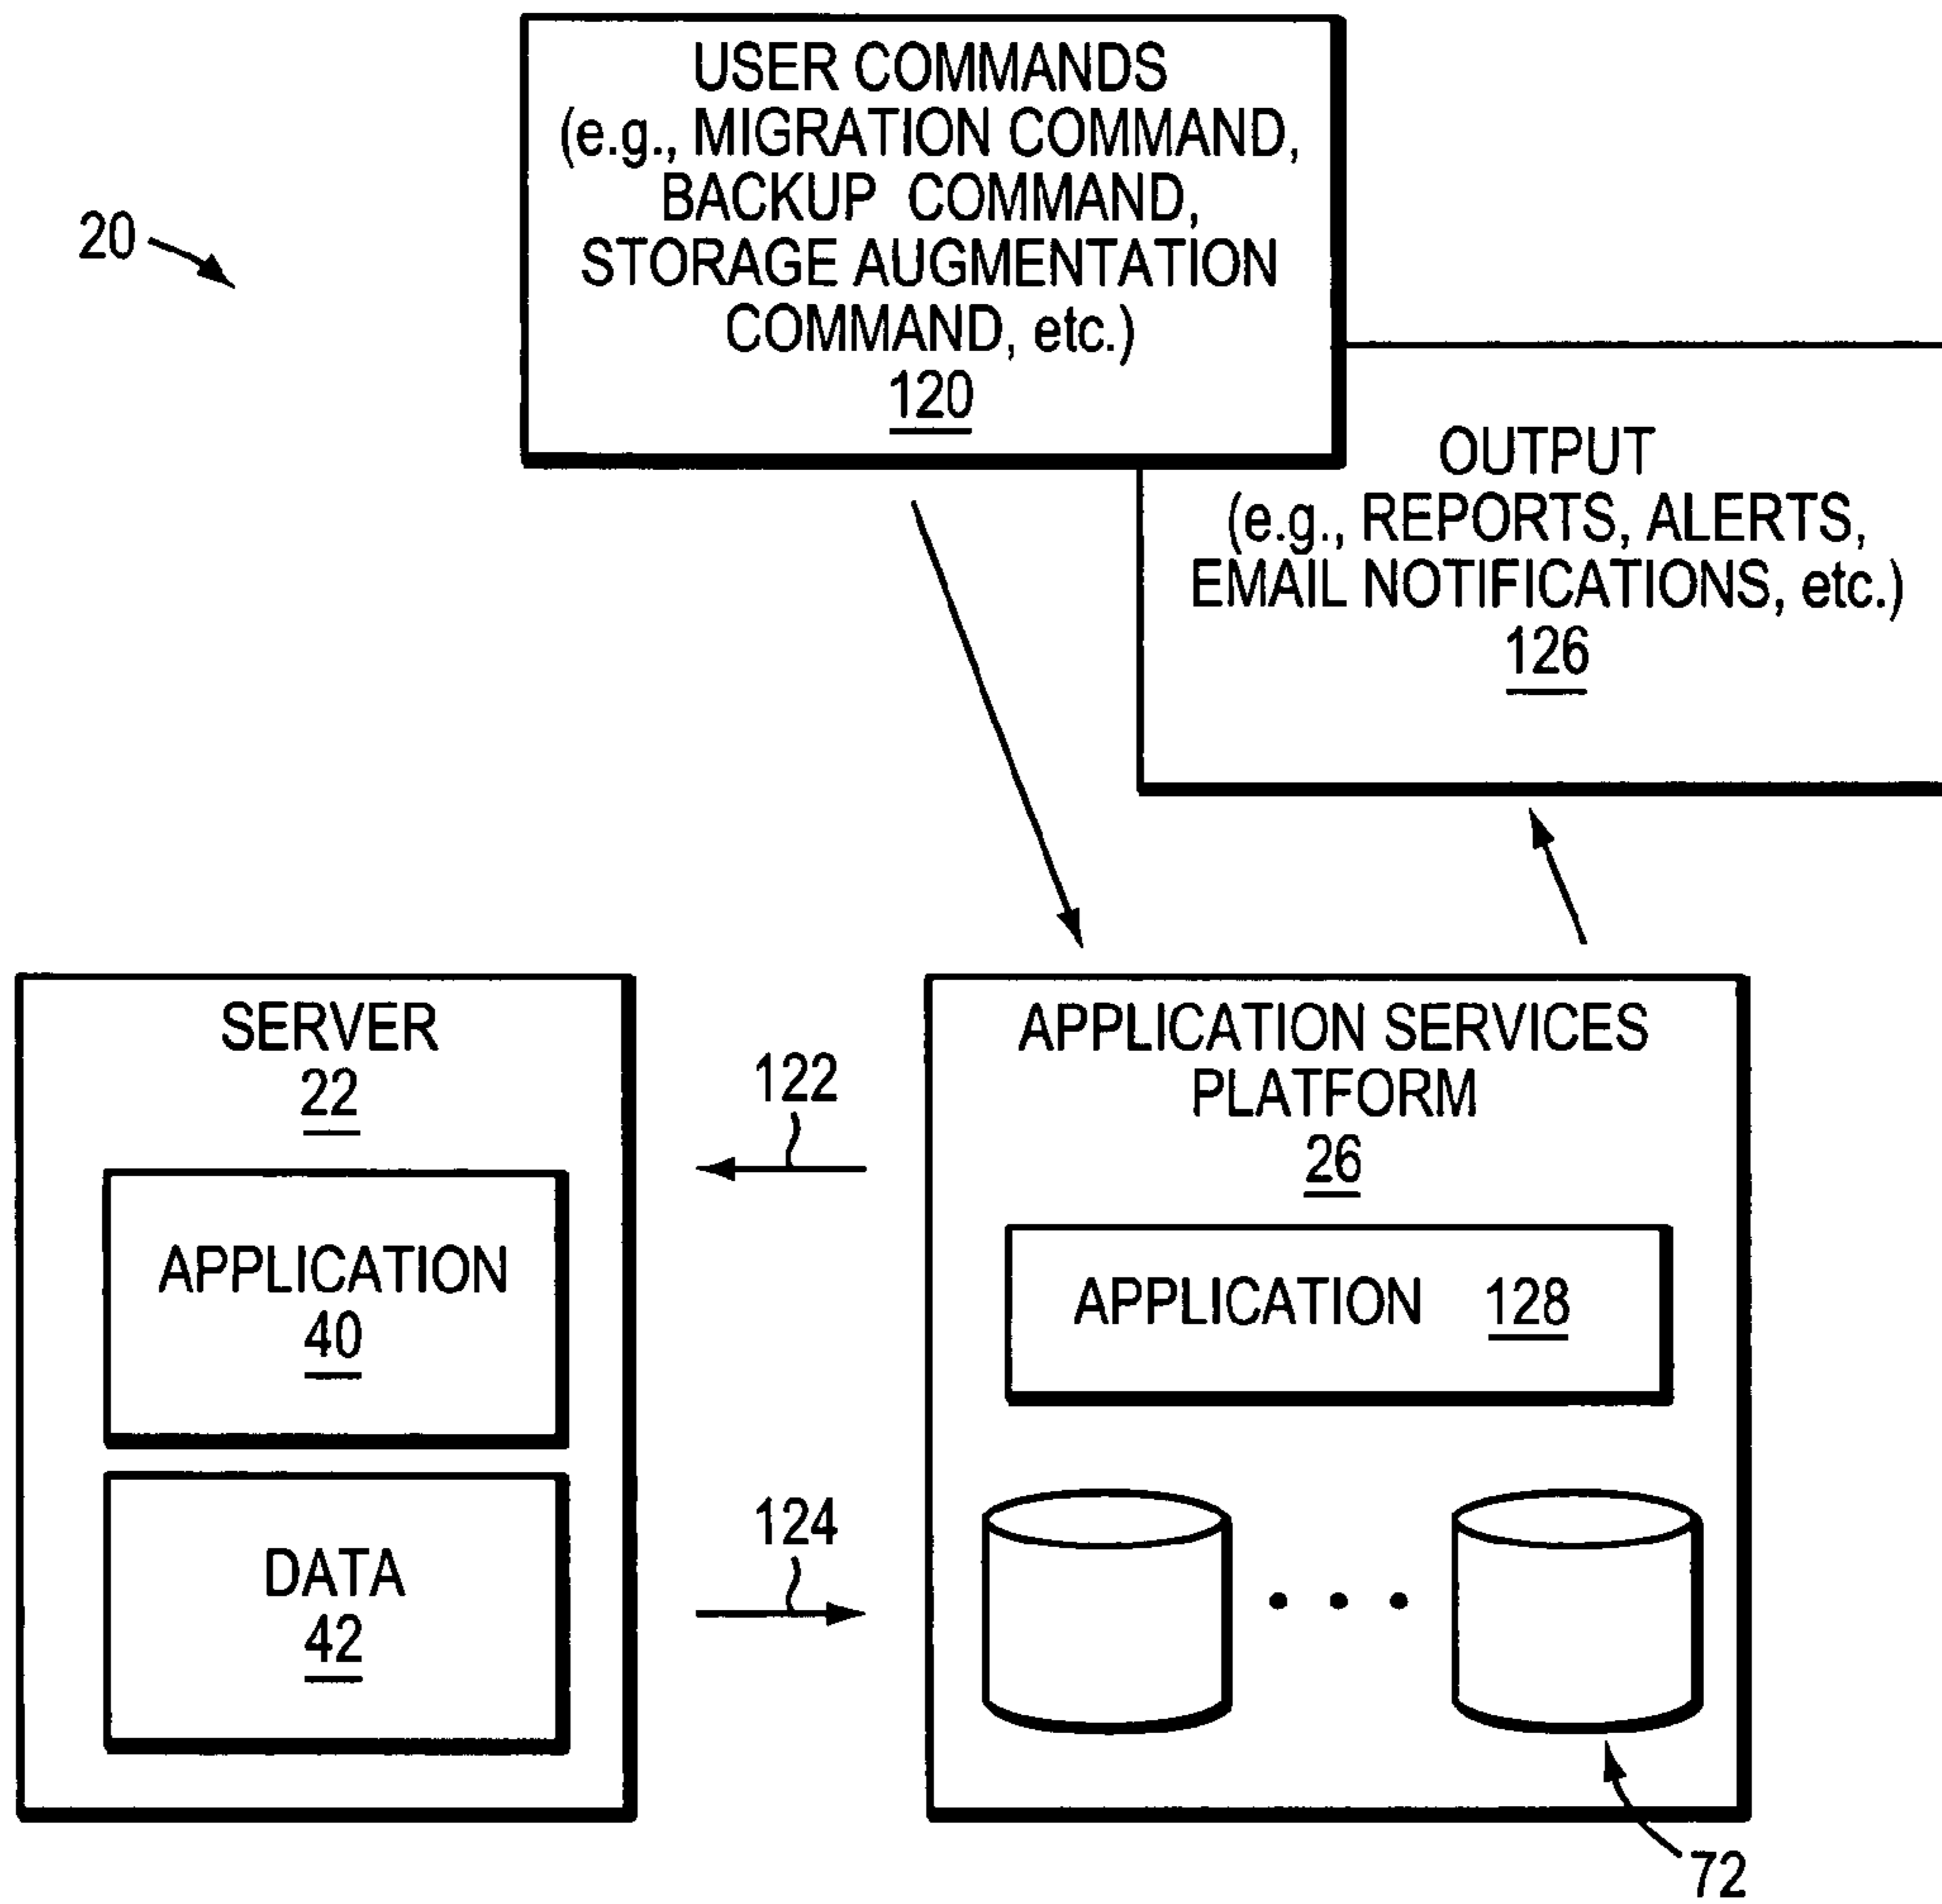 USER COMMANDS
(e.g., MIGRATION COMMAND,
BACKUP COMMAND,
STORAGE AUGMENTATION
COMMAND, etc.)
120
20
OUTPUT
(e.g., REPORTS, ALERTS,
EMAIL NOTIFICATIONS, etc.)
126
SERVER
22
APPLICATION
40
DATA
42
122
124
APPLICATION SERVICES
PLATFORM
26
APPLICATION 128
72